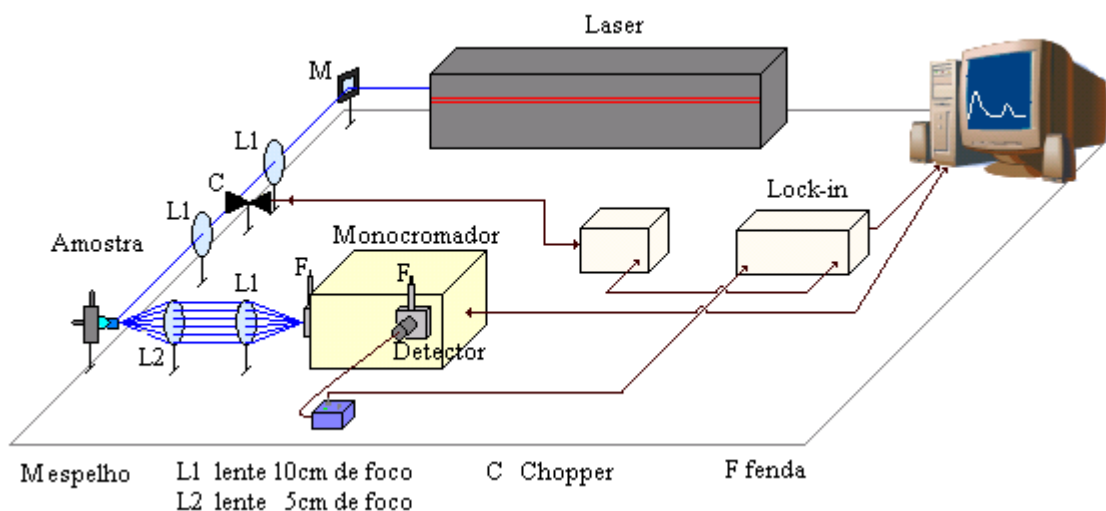 Laser
M
L1
C
Lock-in
L1
Monocromador
Amostra
F
F
L1
L2
Detector
M espelho
L1 lente 10cm de foco
C Chopper
F fenda
L2 lente 5cm de foco